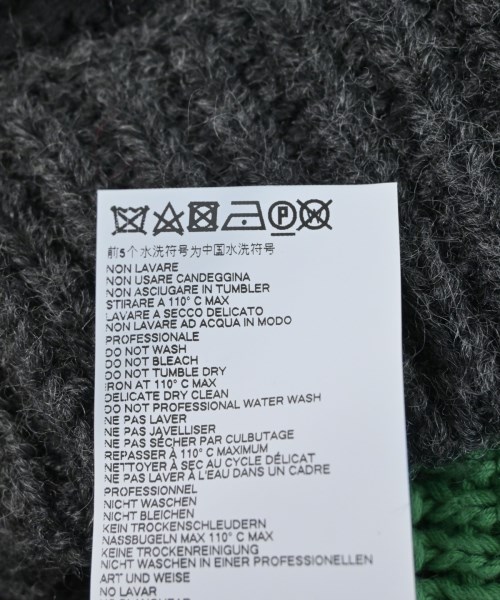 P W
前5个水洗符号为中国水洗符号
NON LAVARE
NON USARE CANDEGGINA
NON ASCIUGARE IN TUMBLER
STIRARE A 110° C MAX
LAVARE A SECCO DELICATO
NON LAVARE AD ACQUA IN MODO
PROFESSIONALE
DO NOT WASH
DO NOT BLEACH
DO NOT TUMBLE DRY
IRON AT 110° C MAX
DELICATE DRY CLEAN
DO NOT PROFESSIONAL WATER WASH
NE PAS LAVER
NE PAS JAVELLISER
NE PAS SÉCHER PAR CULBUTAGE
REPASSER À 110° C MAXIMUM
NETTOYER À SEC AU CYCLE DÉLICAT
NE PAS LAVER À L'EAU DANS UN CADRE
PROFESSIONNEL
NICHT WASCHEN
NICHT BLEICHEN
KEIN TROCKENSCHLEUDERN
NASSBUGELN MAX 110° C MAX
KEINE TROCKENREINIGUNG
NICHT WASCHEN IN EINER PROFESSIONELLEN
ART UND WEISE
NO LAVAR